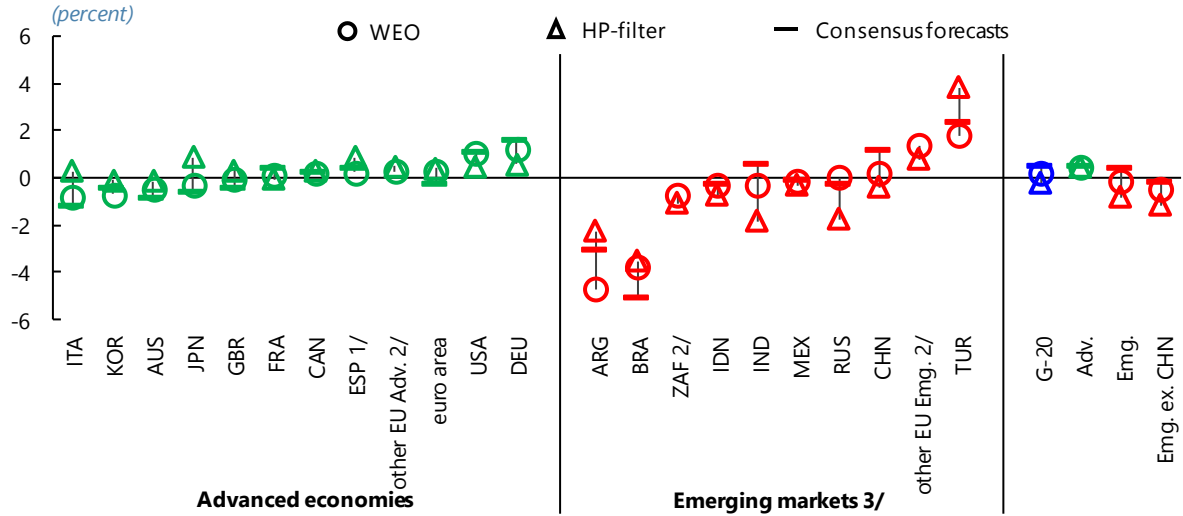 (percent)
WEO
HP-filter
Consensus forecasts
6
4
2
0
-2
-4
-6
ITA
KOR
AUS
JPN
GBR
FRA
CAN
ESP 1/
other EU Adv. 2/
euro area
USA
DEU
ARG
BRA
ZAF 2/
IDN
IND
MEX
RUS
CHN
other EU Emg. 2/
TUR
G-20
Adv.
Emg.
Emg. ex. CHN
Advanced economies
Emerging markets 3/